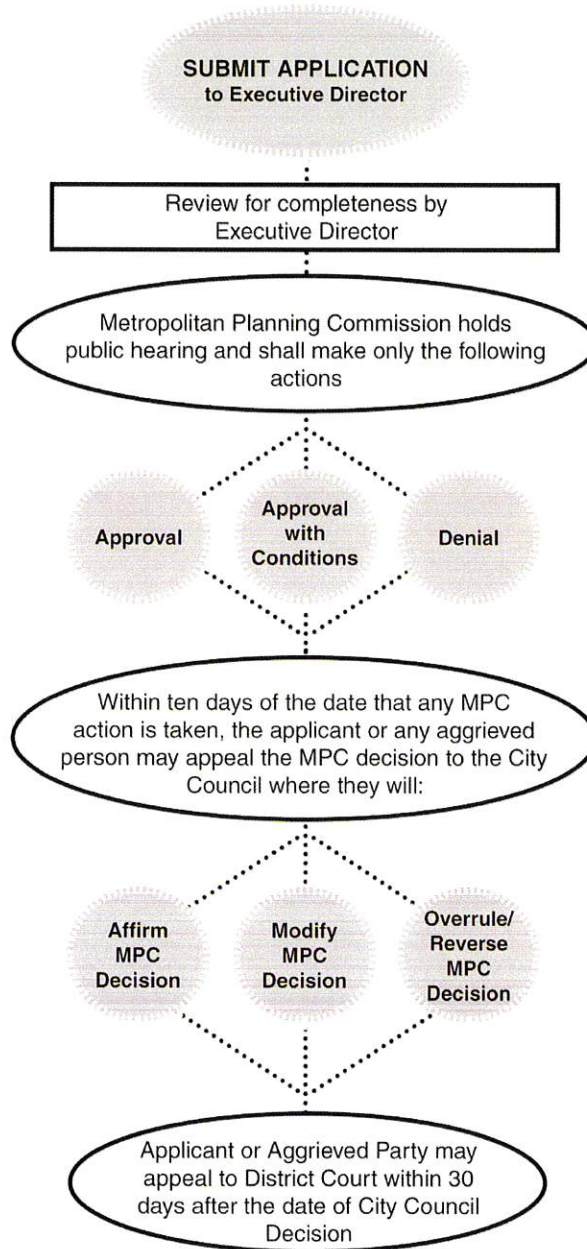 SUBMIT APPLICATION
to Executive Director
Review for completeness by
Executive Director
Metropolitan Planning Commission holds
public hearing and shall make only the following
actions
Approval
Approval
with
Conditions
Denial
Within ten days of the date that any MPC
action is taken, the applicant or any aggrieved
person may appeal the MPC decision to the City
Council where they will:
Affirm
MPC
Decision
Modify
MPC
Decision
Overrule/
Reverse
MPC
Decision
Applicant or Aggrieved Party may
appeal to District Court within 30
days after the date of City Council
Decision